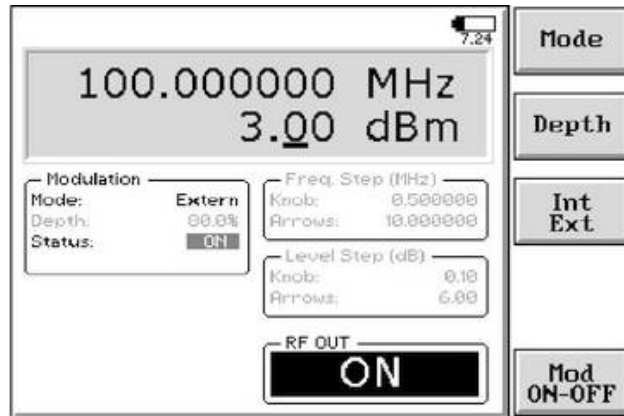 7.24
100.000000 MHz
3.00 dBm
Modulation
Mode: Extern
Depth: 80.0%
Status: ON
Freq. Step (MHz)
Knob: 0.500000
Arrows: 10.000000
Level Step (dB)
Knob: 0.10
Arrows: 6.00
RF OUT
ON
Mode
Depth
Int
Ext
Mod
ON-OFF